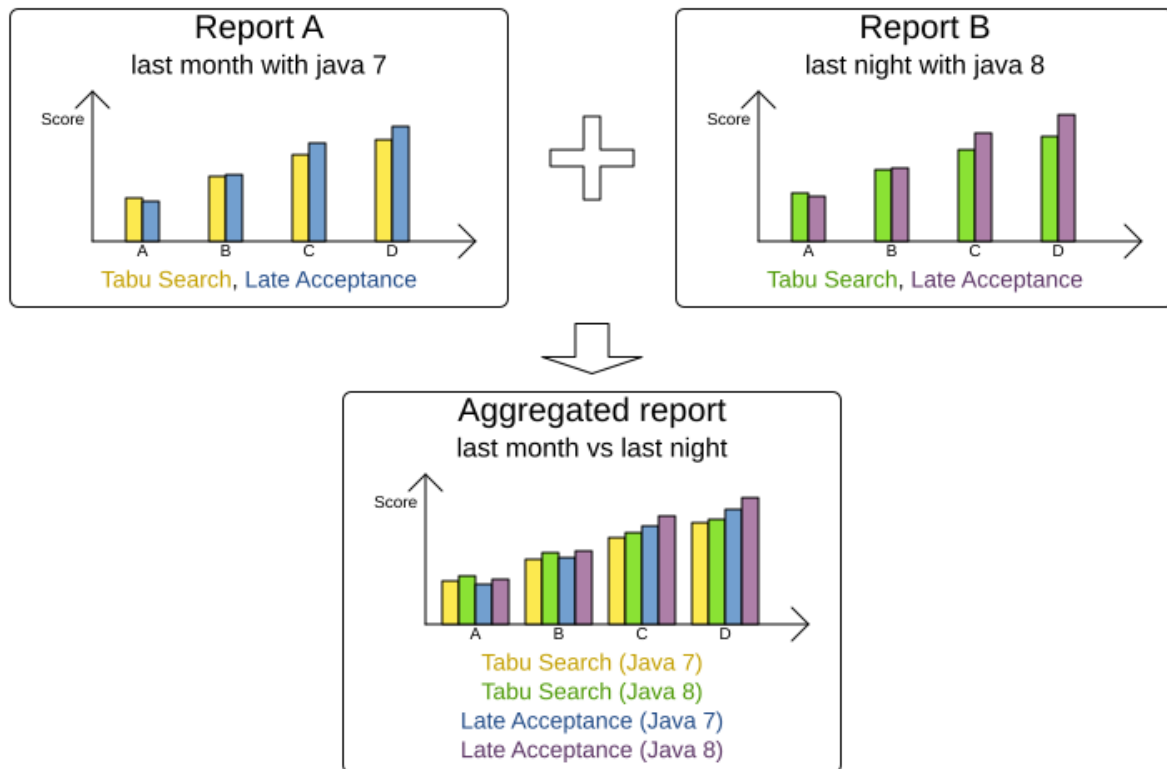 Report A
last month with java 7
Score
A B C D
Tabu Search, Late Acceptance
Report B
last night with java 8
Score
A B C D
Tabu Search, Late Acceptance
Aggregated report
last month vs last night
Score
A B C D
Tabu Search (Java 7)
Tabu Search (Java 8)
Late Acceptance (Java 7)
Late Acceptance (Java 8)